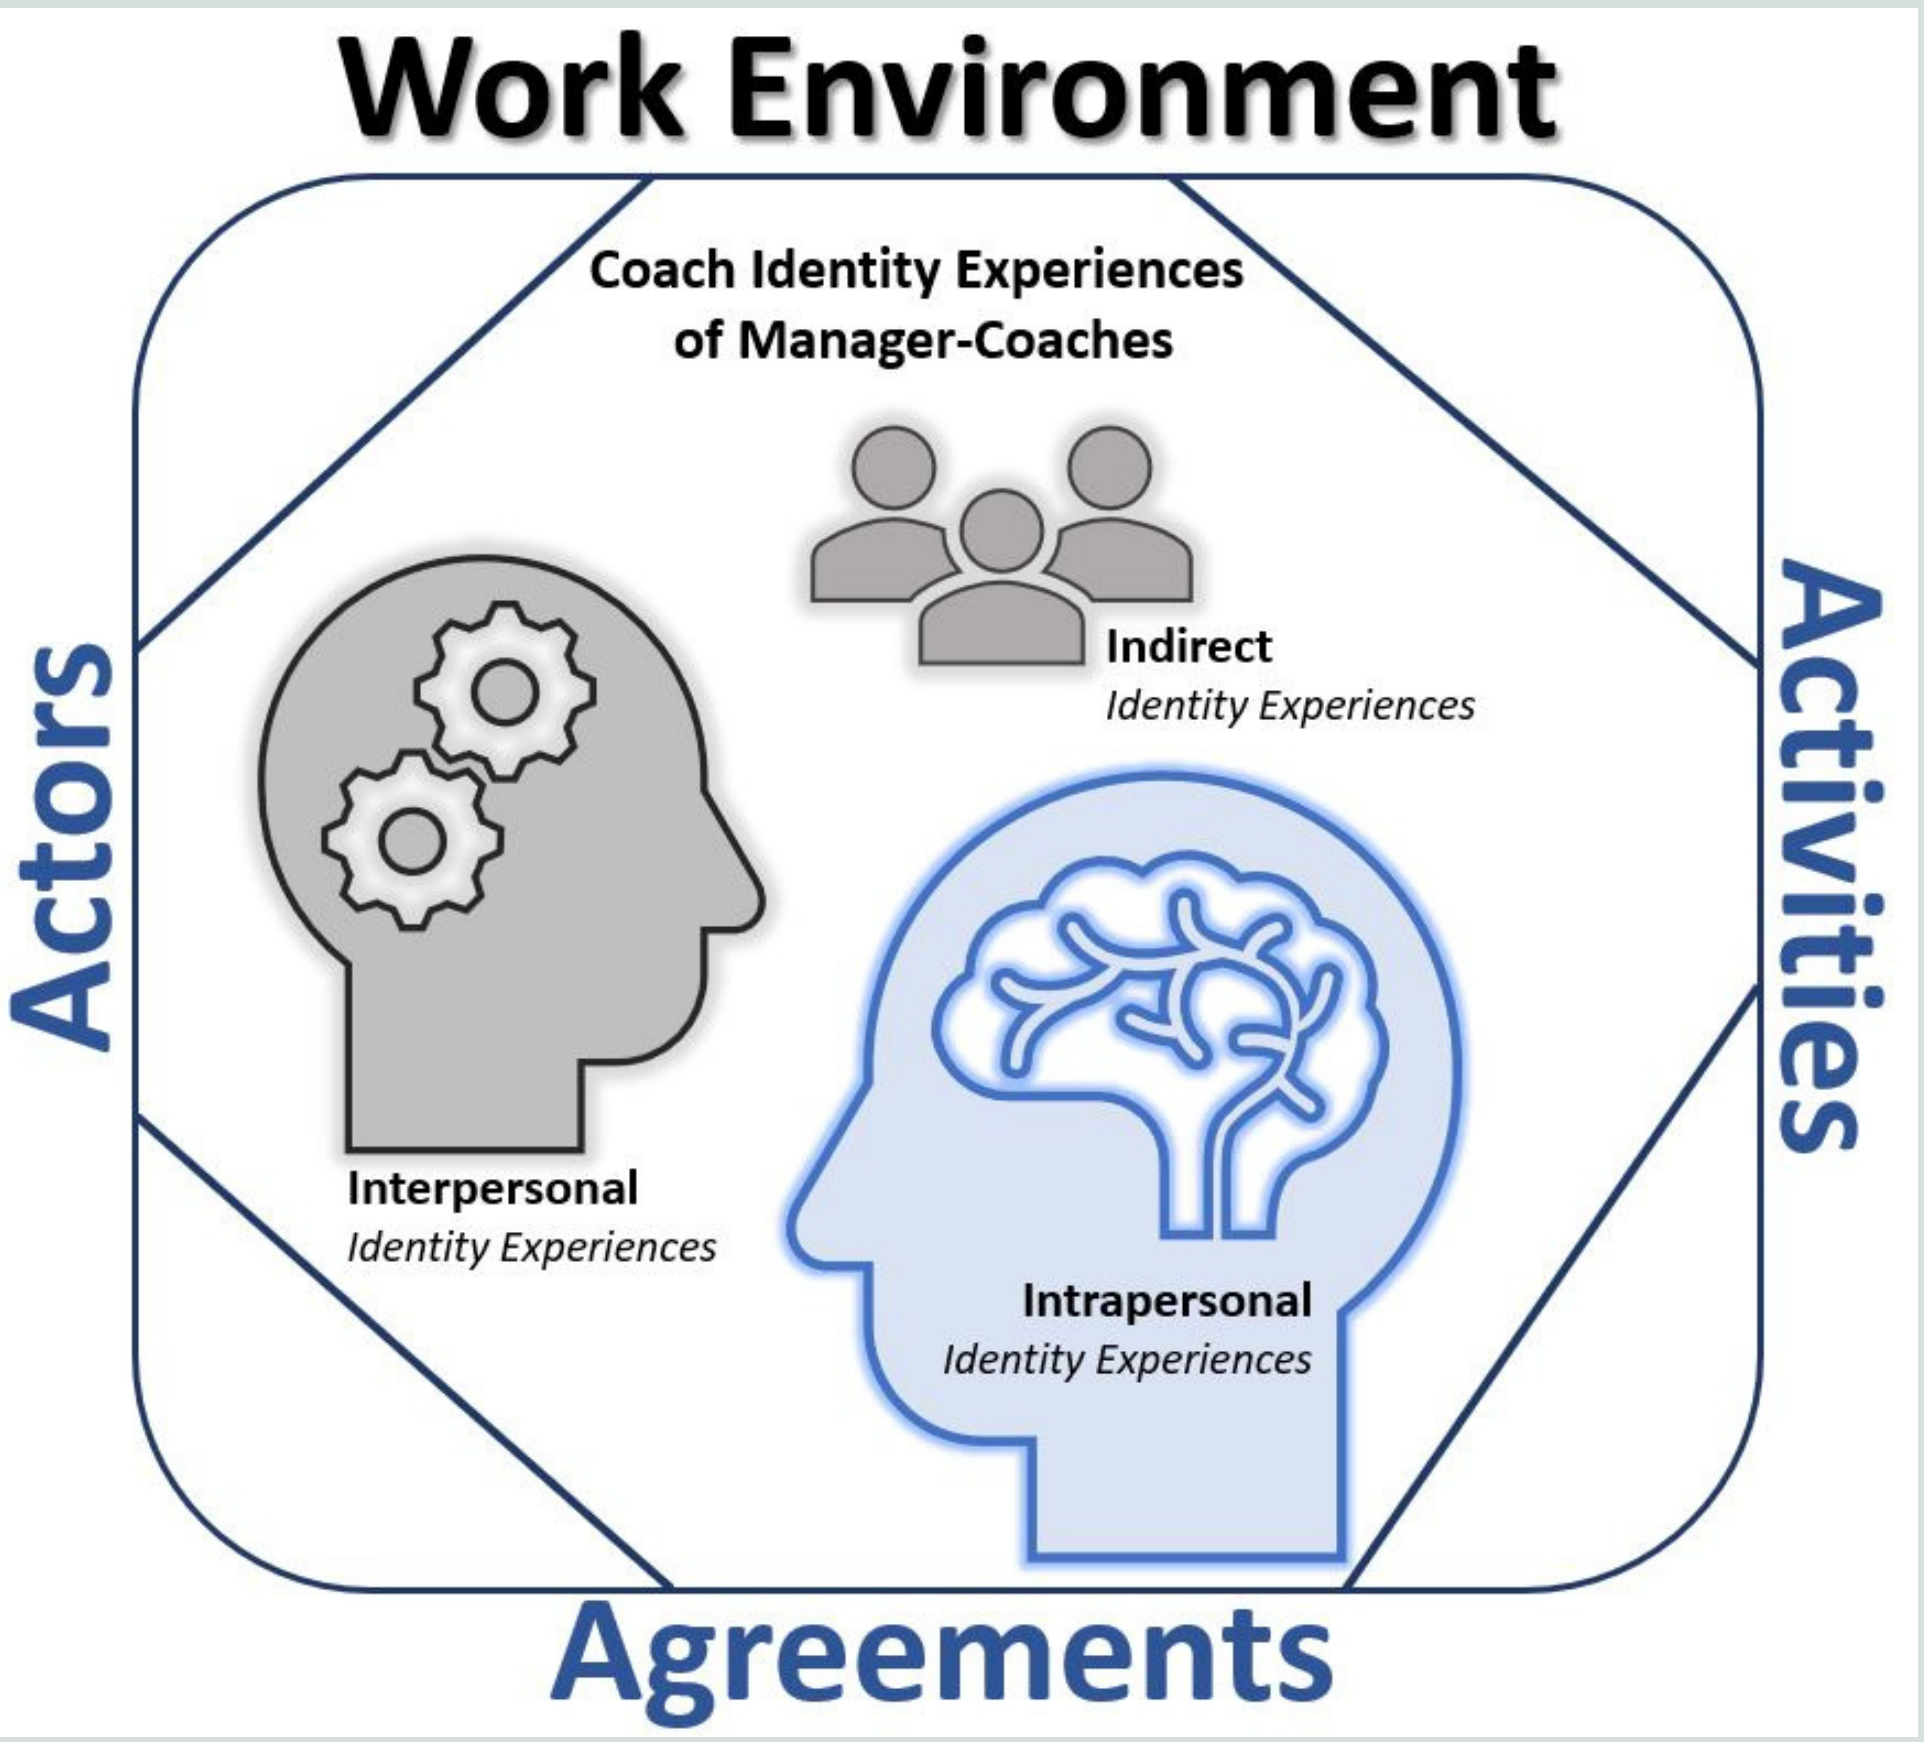 Work Environment
Coach Identity Experiences
of Manager-Coaches
Indirect
Identity Experiences
Actors
Activities
Interpersonal
Identity Experiences
Intrapersonal
Identity Experiences
Agreements